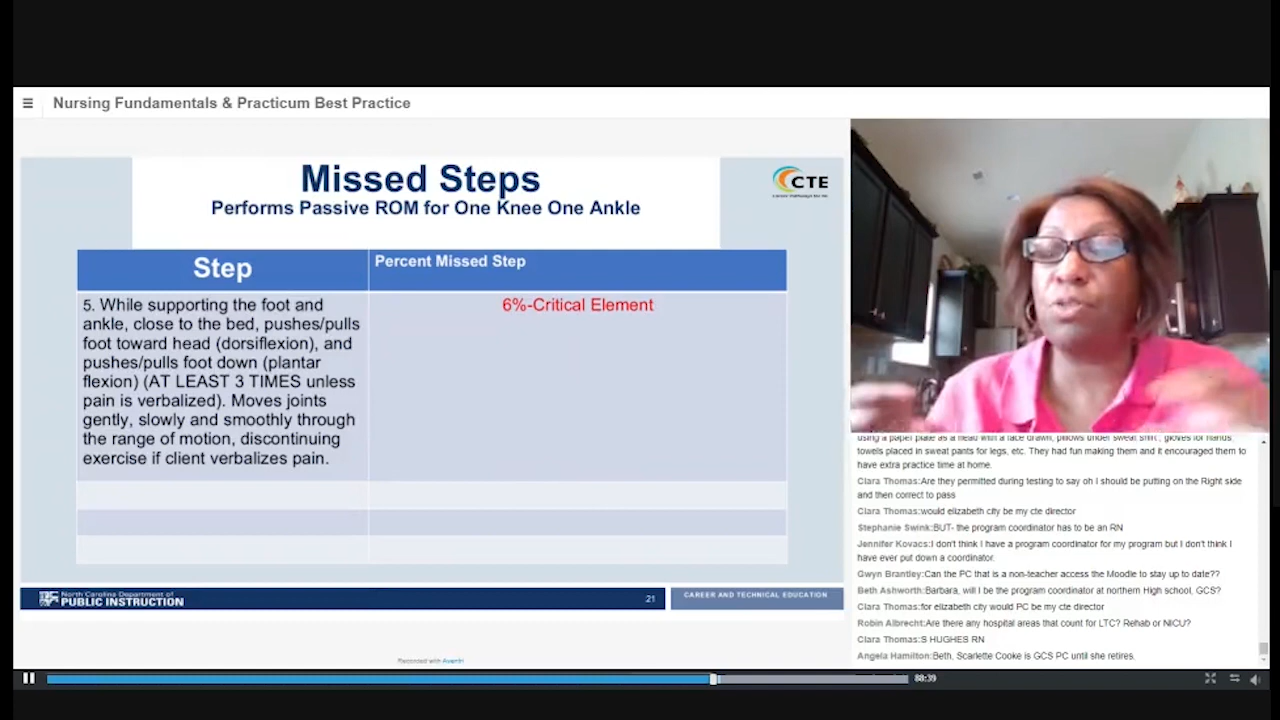 Nursing Fundamentals & Practicum Best Practice
Missed Steps
Performs Passive ROM for One Knee One Ankle
CTE
Step
Percent Missed Step
5. While supporting the foot and
ankle, close to the bed, pushes/pulls
foot toward head (dorsiflexion), and
pushes/pulls foot down (plantar
flexion) (AT LEAST 3 TIMES unless
pain is verbalized). Moves joints
gently, slowly and smoothly through
the range of motion, discontinuing
exercise if client verbalizes pain.
6%-Critical Element
North Carolina Department of
PUBLIC INSTRUCTION
21
CAREER AND TECHNICAL EDUCATION
Recorded with
using a paper plate as a head with a face drawn, pillows under sweat shirt , gloves for hands,
towels placed in sweat pants for legs, etc. They had fun making them and it encouraged them to
have extra practice time at home.
Clara Thomas:Are they permitted during testing to say oh I should be putting on the Right side
and then correct to pass
Clara Thomas:would elizabeth city be my cte director
Stephanie Swink:BUT- the program coordinator has to be an RN
Jennifer Kovacs:I don't think I have a program coordinator for my program but I don't think I
have ever put down a coordinator.
Gwyn Brantley:Can the PC that is a non-teacher access the Moodle to stay up to date??
Beth Ashworth:Barbara, will I be the program coordinator at northern High school, GCS?
Clara Thomas:for elizabeth city would PC be my cte director
Robin Albrecht:Are there any hospital areas that count for LTC? Rehab or NICU?
Clara Thomas:S HUGHES RN
Angela Hamilton:Beth, Scarlette Cooke is GCS PC until she retires.
88:39